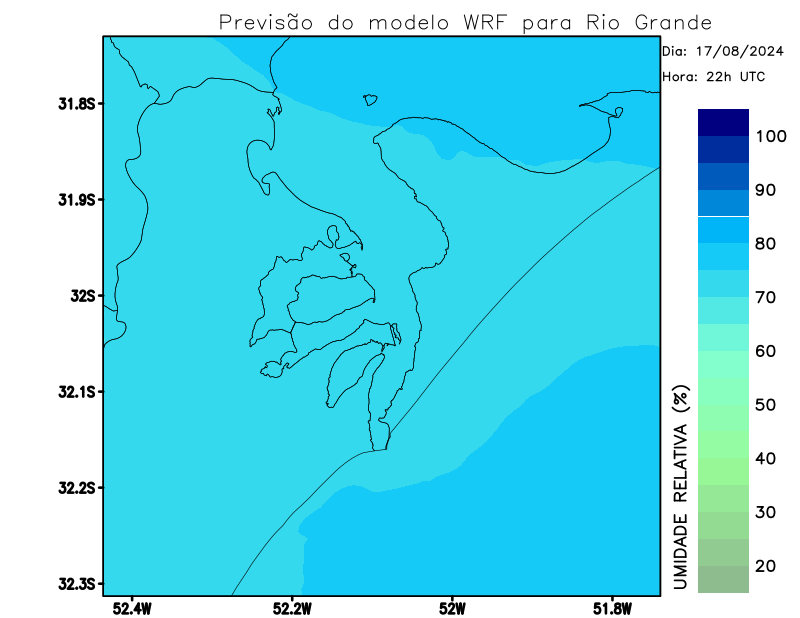 Previsão do modelo WRF para Rio Grande
Dia: 17/08/2024
Hora: 22h UTC
31.8S
31.9S
32S
32.1S
32.2S
32.3S
52.4W
52.2W
52W
51.8W
100
90
80
70
60
50
40
30
20
UMIDADE RELATIVA (%)